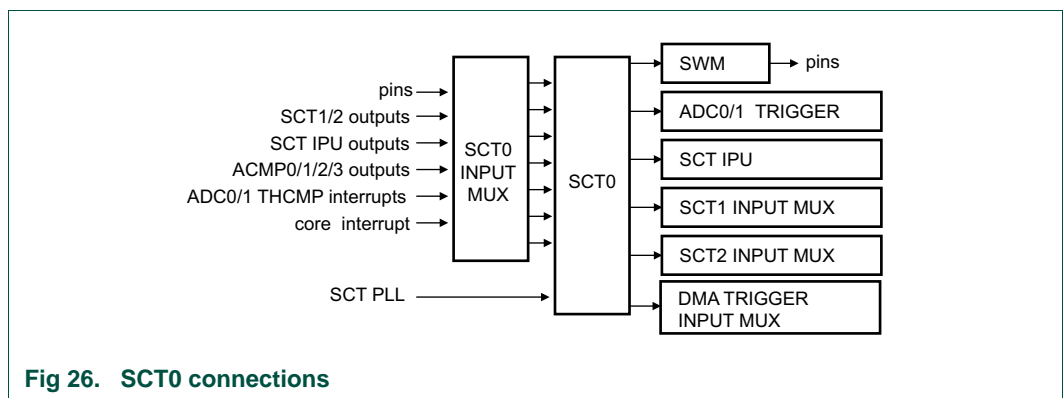 pins
SCT1/2 outputs
SCT IPU outputs
ACMP0/1/2/3 outputs
ADC0/1 THCMP interrupts
core interrupt
SCT PLL
SCT0
INPUT
MUX
SCT0
SWM
pins
ADC0/1 TRIGGER
SCT IPU
SCT1 INPUT MUX
SCT2 INPUT MUX
DMA TRIGGER
INPUT MUX
Fig 26. SCT0 connections